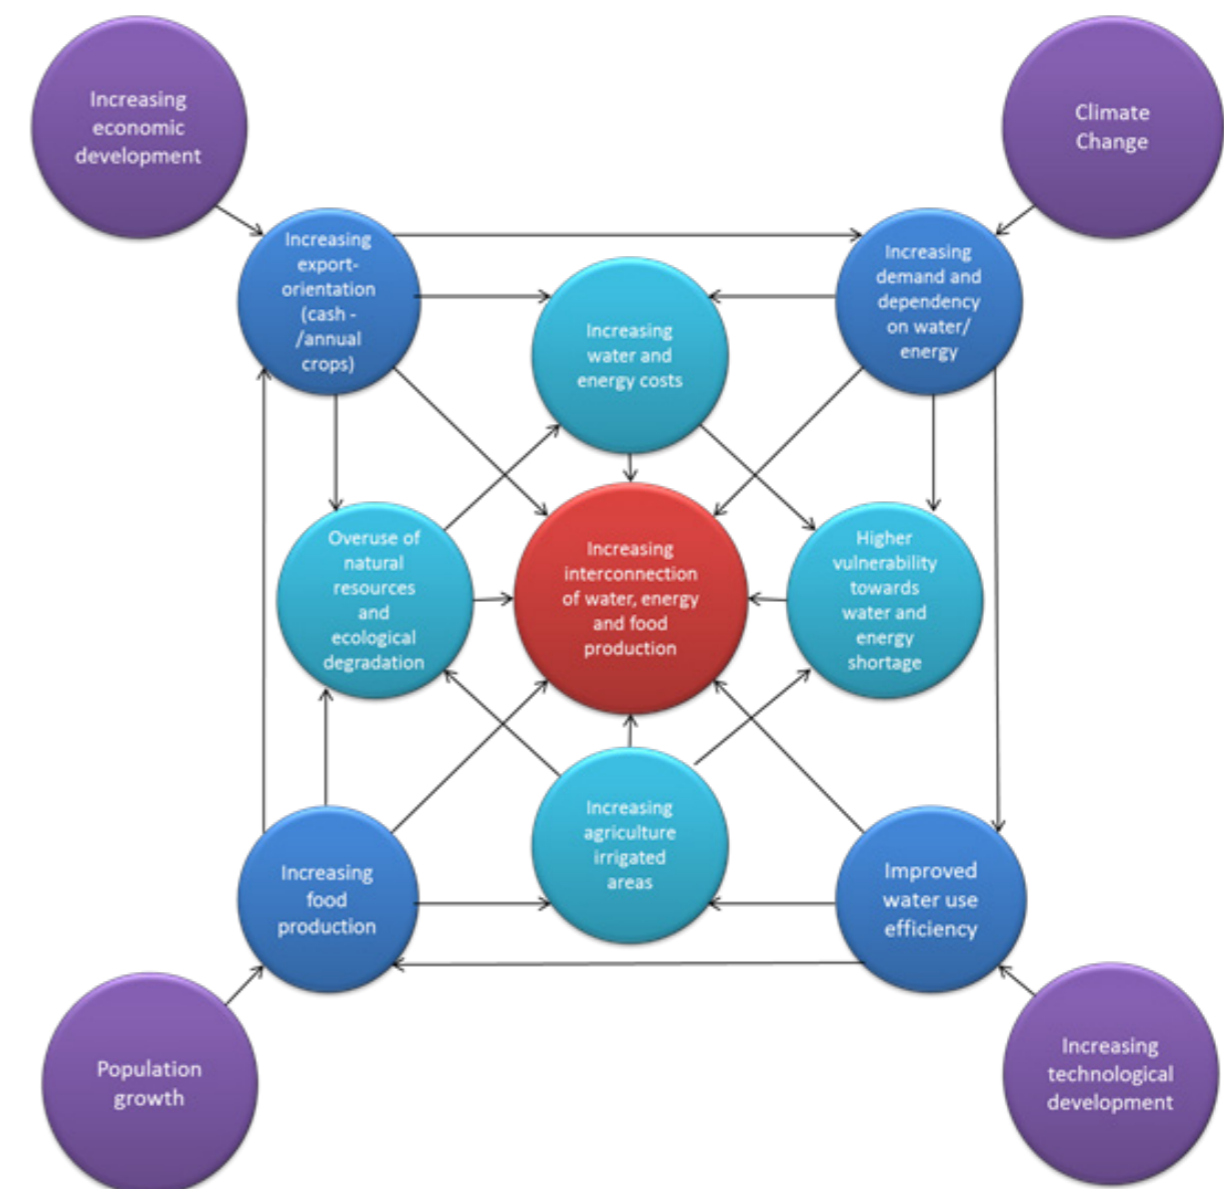 Increasing
economic
development
Climate
Change
Increasing
export-
orientation
(cash -
/annual
crops)
Increasing
demand and
dependency
on water/
energy
Increasing
water and
energy costs
Overuse of
natural
resources
and
ecological
degradation
Increasing
interconnection
of water, energy
and food
production
Higher
vulnerability
towards
water and
energy
shortage
Increasing
agriculture
irrigated
areas
Increasing
food
production
Improved
water use
efficiency
Population
growth
Increasing
technological
development